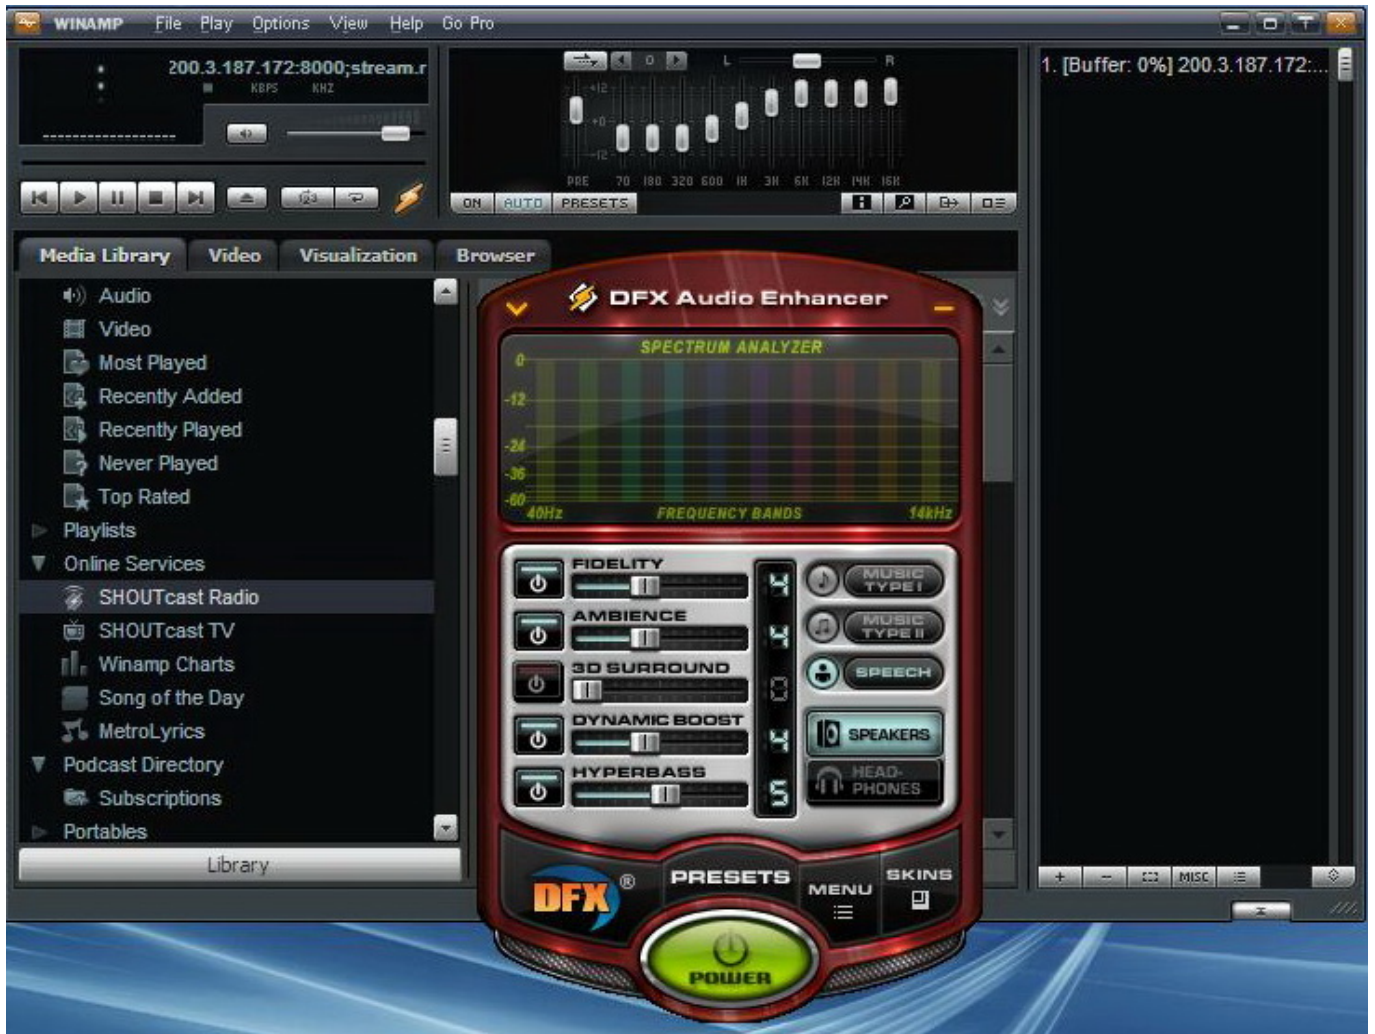 WINAMP File Play Options View Help Go Pro
200.3.187.172:8000;stream.r
KBPS KHZ
0 L R
+12
+0
-12
PRE 70 180 320 600 1K 3K 6K 12K 14K 16K
ON AUTO PRESETS
1. [Buffer: 0%] 200.3.187.172:...
Media Library Video Visualization Browser
Audio
Video
Most Played
Recently Added
Recently Played
Never Played
Top Rated
Playlists
Online Services
SHOUTcast Radio
SHOUTcast TV
Winamp Charts
Song of the Day
MetroLyrics
Podcast Directory
Subscriptions
Portables
Library
DFX Audio Enhancer
SPECTRUM ANALYZER
0
-12
-24
-36
-60
40Hz FREQUENCY BANDS 14kHz
FIDELITY
4
AMBIENCE
4
3D SURROUND
0
DYNAMIC BOOST
4
HYPERBASS
5
MUSIC
TYPE I
MUSIC
TYPE II
SPEECH
SPEAKERS
HEAD-
PHONES
DFX ®
PRESETS
MENU
SKINS
POWER
+ - MISC